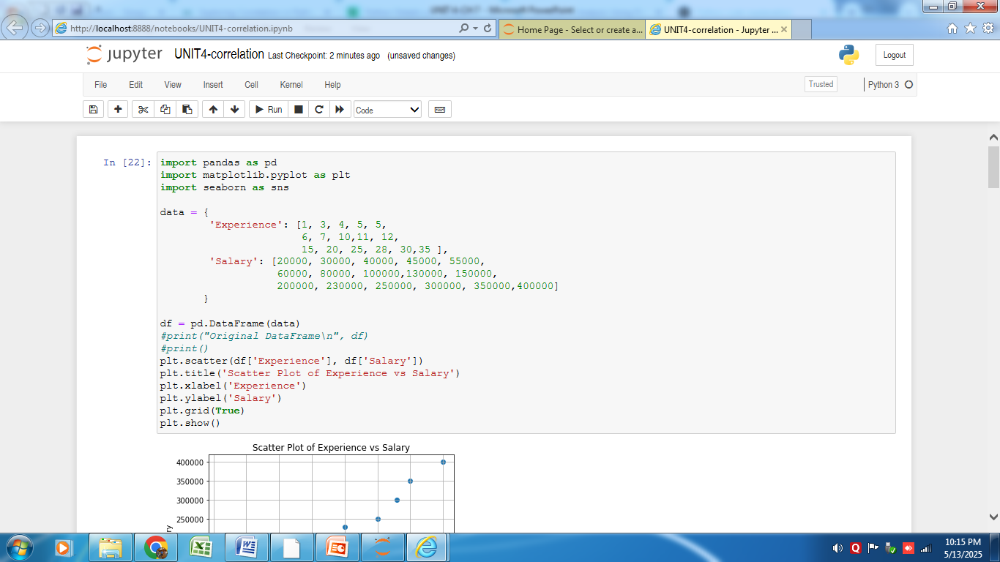 UNIT 4 CH 7 - Microsoft PowerPoint
http://localhost:8888/notebooks/UNIT4-correlation.ipynb
Home Page - Select or create a...
UNIT4-correlation - Jupyter ...
jupyter UNIT4-correlation Last Checkpoint: 2 minutes ago (unsaved changes)
Logout
File Edit View Insert Cell Kernel Help
Trusted
Python 3
Run
Code
In [22]:
import pandas as pd
import matplotlib.pyplot as plt
import seaborn as sns
data = {
'Experience': [1, 3, 4, 5, 5,
6, 7, 10,11, 12,
15, 20, 25, 28, 30,35 ],
'Salary': [20000, 30000, 40000, 45000, 55000,
60000, 80000, 100000,130000, 150000,
200000, 230000, 250000, 300000, 350000,400000]
}
df = pd.DataFrame(data)
#print("Original DataFrame\n", df)
#print()
plt.scatter(df['Experience'], df['Salary'])
plt.title('Scatter Plot of Experience vs Salary')
plt.xlabel('Experience')
plt.ylabel('Salary')
plt.grid(True)
plt.show()
Scatter Plot of Experience vs Salary
400000
350000
300000
250000
10:15 PM
5/13/2025